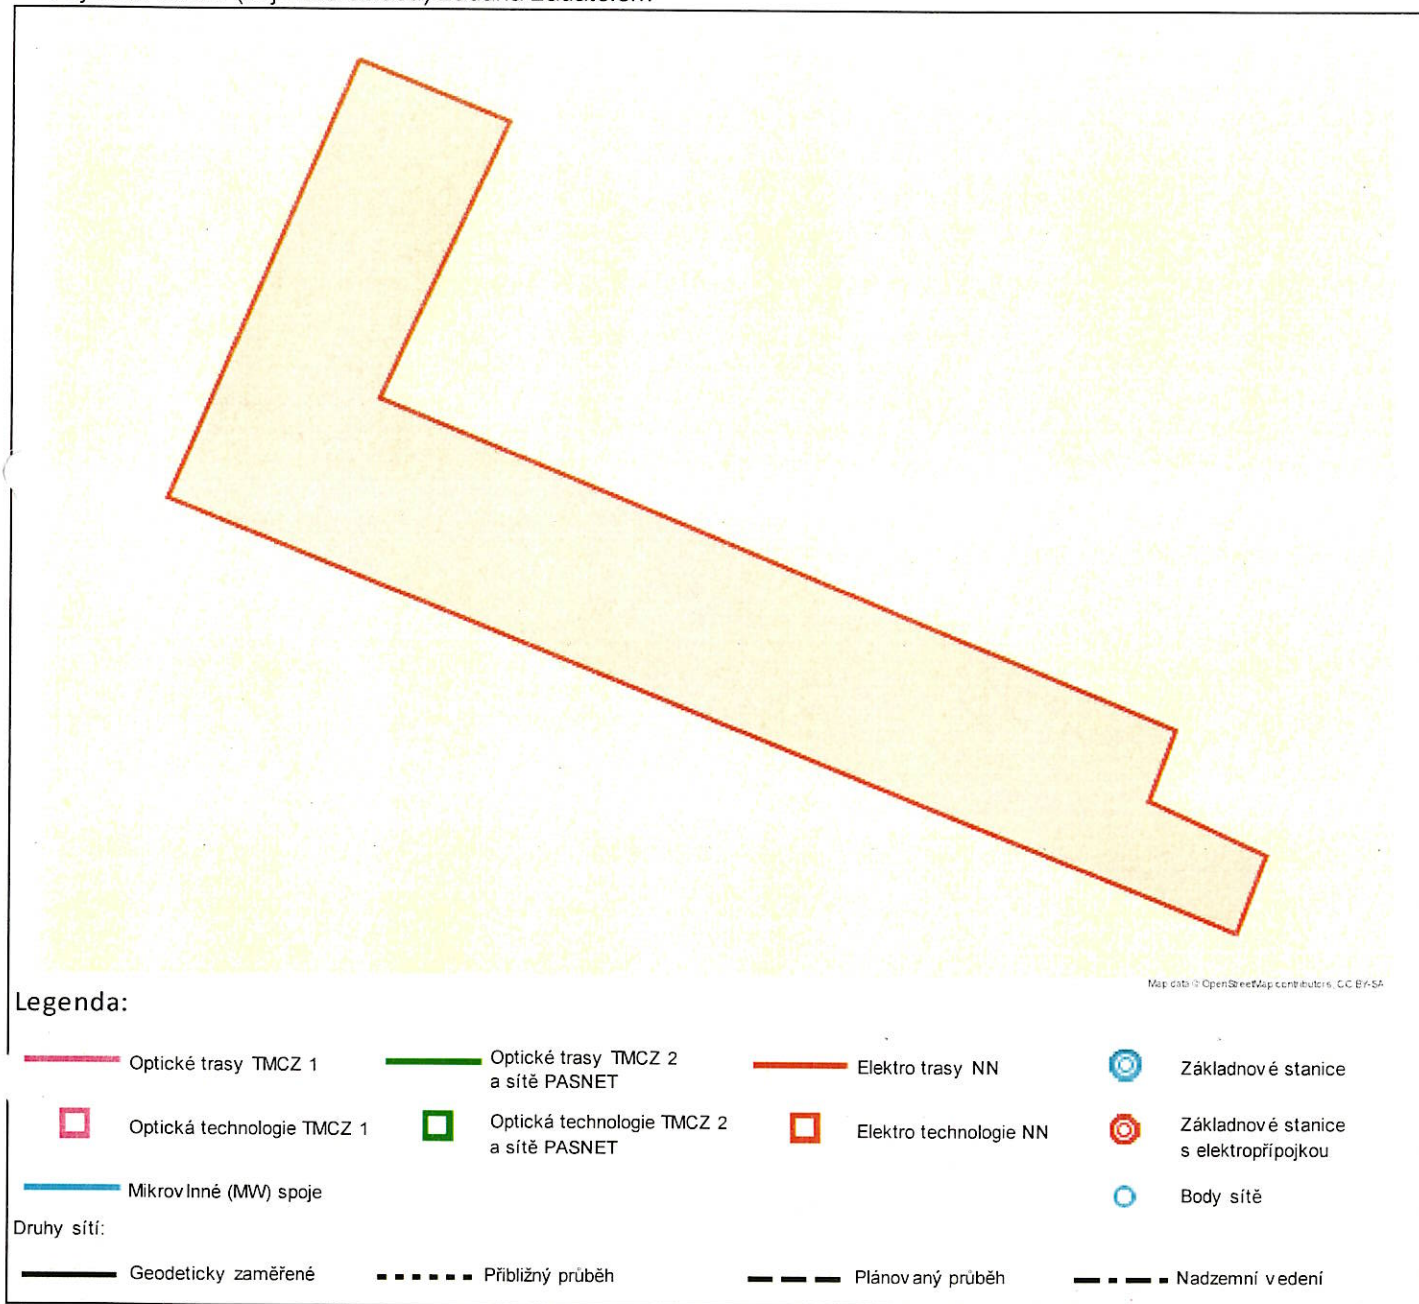 zadaná žadatelem
Map data © OpenStreetMap contributors, CC BY-SA
Legenda:
Optické trasy TMCZ 1
Optické trasy TMCZ 2
a sítě PASNET
Elektro trasy NN
Základnové stanice
Optická technologie TMCZ 1
Optická technologie TMCZ 2
a sítě PASNET
Elektro technologie NN
Základnové stanice
s elektropřípojkou
Mikrovlnné (MW) spoje
Body sítě
Druhy sítí:
Geodeticky zaměřené
Přibližný průběh
Plánovaný průběh
Nadzemní vedení